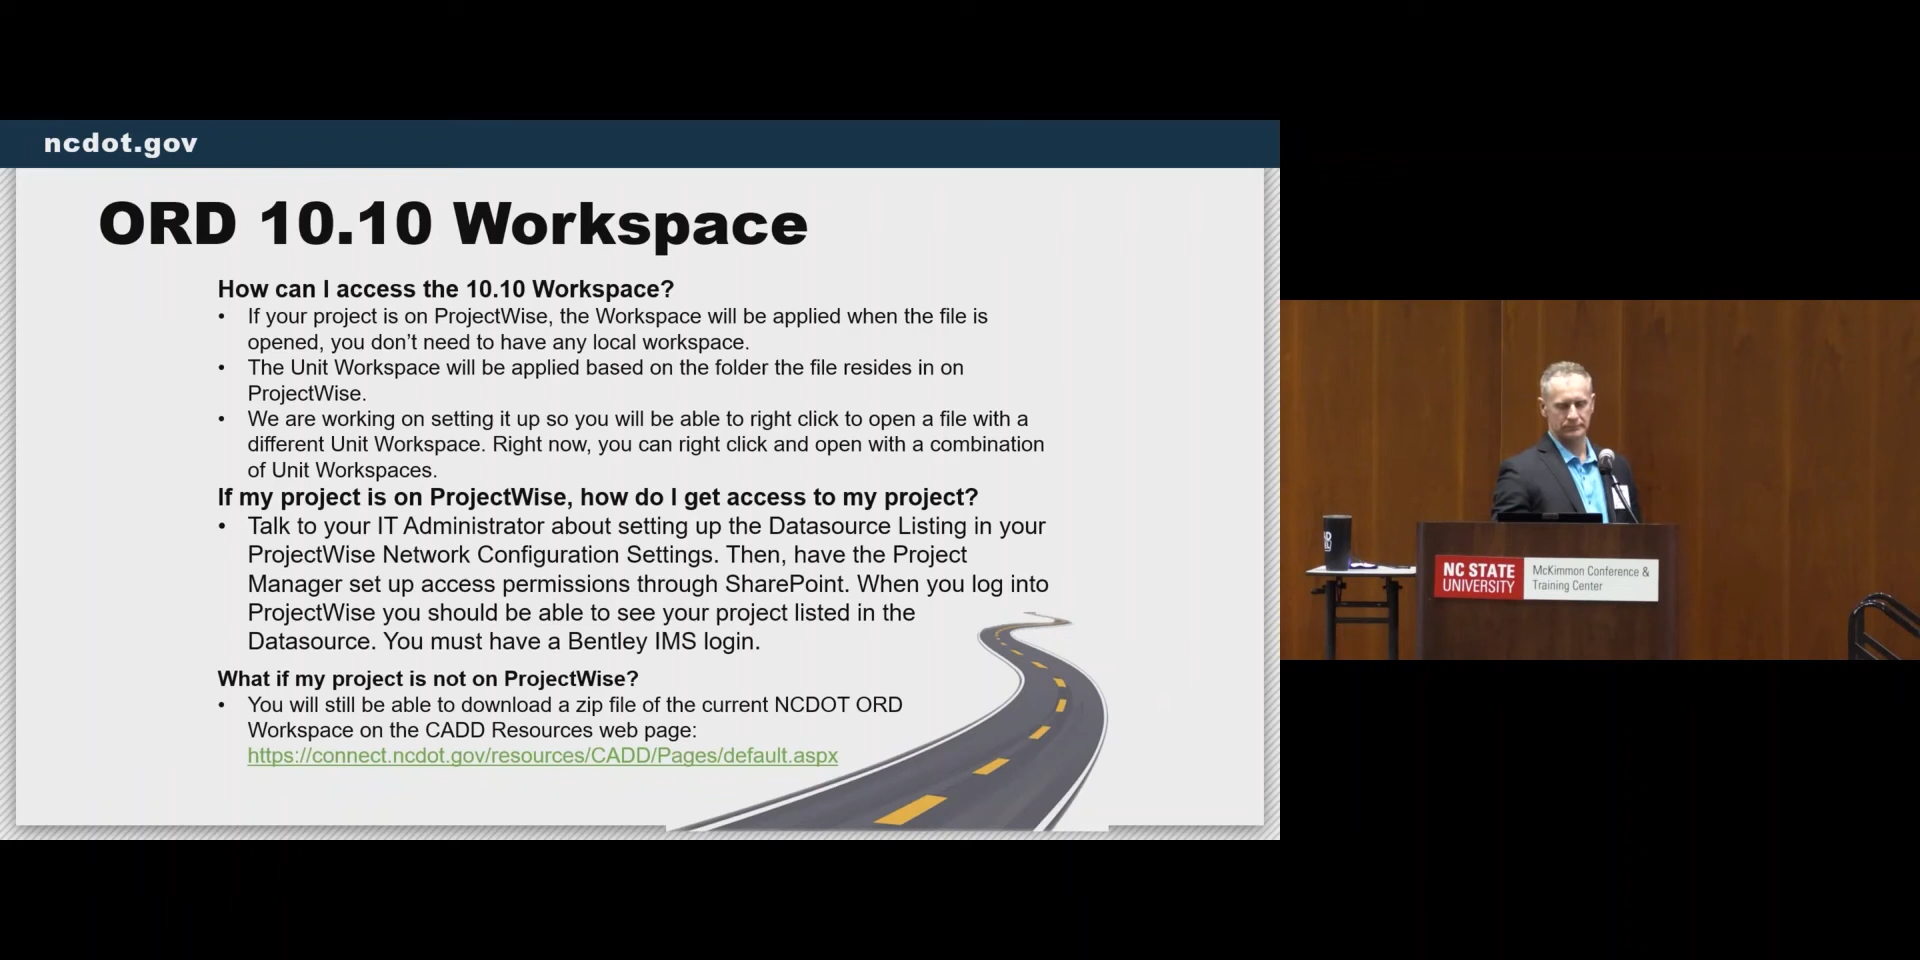 ncdot.gov
ORD 10.10 Workspace
How can I access the 10.10 Workspace?
• If your project is on ProjectWise, the Workspace will be applied when the file is
opened, you don’t need to have any local workspace.
• The Unit Workspace will be applied based on the folder the file resides in on
ProjectWise.
• We are working on setting it up so you will be able to right click to open a file with a
different Unit Workspace. Right now, you can right click and open with a combination
of Unit Workspaces.
If my project is on ProjectWise, how do I get access to my project?
• Talk to your IT Administrator about setting up the Datasource Listing in your
ProjectWise Network Configuration Settings. Then, have the Project
Manager set up access permissions through SharePoint. When you log into
ProjectWise you should be able to see your project listed in the
Datasource. You must have a Bentley IMS login.
What if my project is not on ProjectWise?
• You will still be able to download a zip file of the current NCDOT ORD
Workspace on the CADD Resources web page:
https://connect.ncdot.gov/resources/CADD/Pages/default.aspx
NC STATE
UNIVERSITY
McKimmon Conference &
Training Center